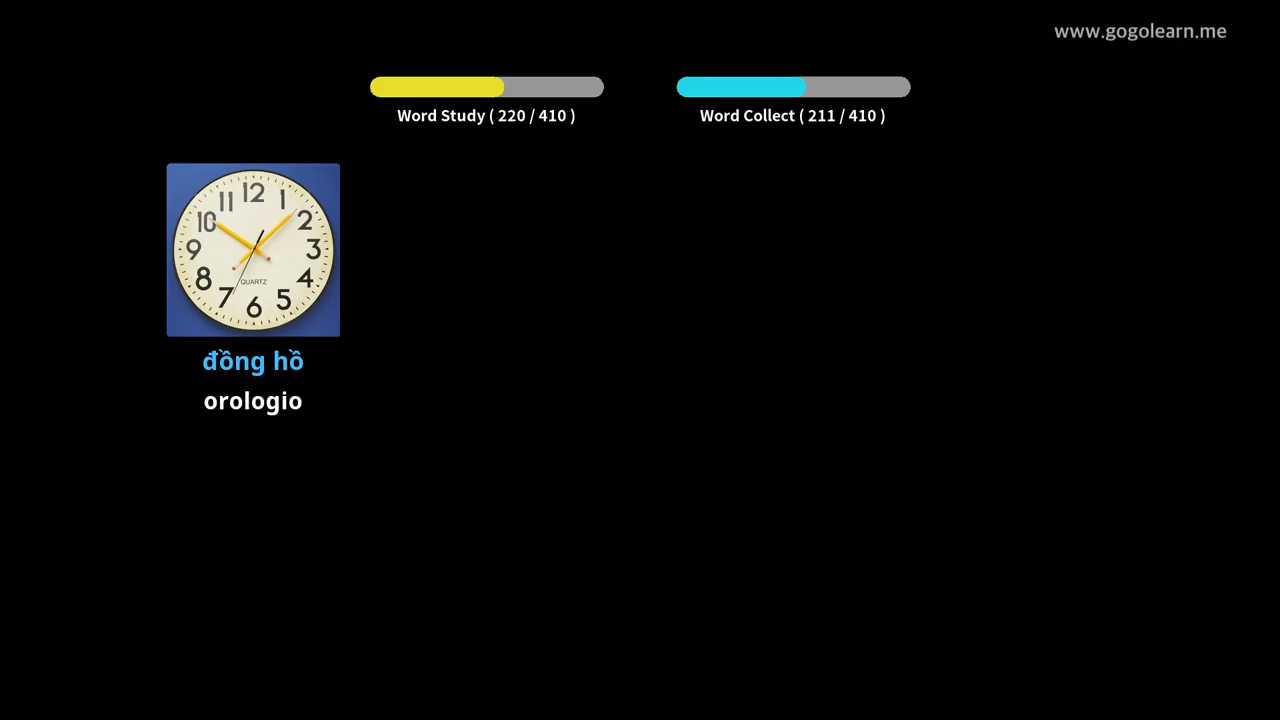 www.gogolearn.me
Word Study ( 220 / 410 )
Word Collect ( 211 / 410 )
12
11
1
10
2
9
3
8
4
QUARTZ
7
5
6
đồng hồ
orologio